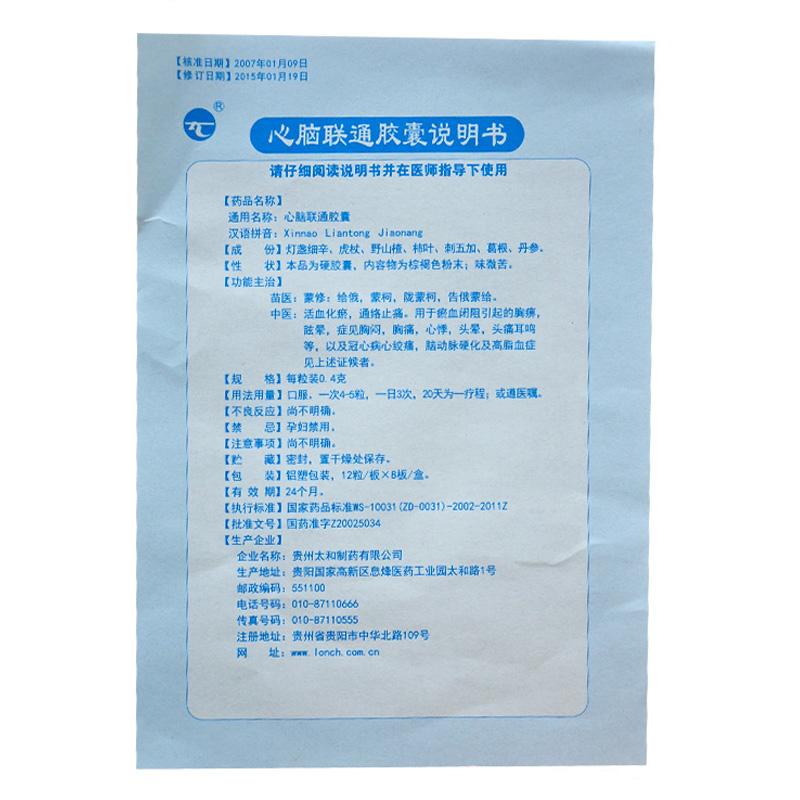 【核准日期】2007年01月09日
【修订日期】2015年01月19日
®
心脑联通胶囊说明书
请仔细阅读说明书并在医师指导下使用
【药品名称】
通用名称：心脑联通胶囊
汉语拼音：Xinnao Liantong Jiaonang
【成 份】灯盏细辛、虎杖、野山楂、柿叶、刺五加、葛根、丹参。
【性 状】本品为硬胶囊，内容物为棕褐色粉末；味微苦。
【功能主治】
苗医：蒙修：给俄，蒙柯，陇蒙柯，告俄蒙给。
中医：活血化瘀，通络止痛。用于瘀血闭阻引起的胸痹，
眩晕，症见胸闷，胸痛，心悸，头晕，头痛耳鸣
等，以及冠心病心绞痛，脑动脉硬化及高脂血症
见上述证候者。
【规 格】每粒装0.4克
【用法用量】口服，一次4-5粒，一日3次，20天为一疗程；或遵医嘱。
【不良反应】尚不明确。
【禁 忌】孕妇禁用。
【注意事项】尚不明确。
【贮 藏】密封，置干燥处保存。
【包 装】铝塑包装，12粒/板×8板/盒。
【有 效 期】24个月。
【执行标准】国家药品标准WS-10031(ZD-0031)-2002-2011Z
【批准文号】国药准字Z20025034
【生产企业】
企业名称：贵州太和制药有限公司
生产地址：贵阳国家高新区息烽医药工业园太和路1号
邮政编码：551100
电话号码：010-87110666
传真号码：010-87110555
注册地址：贵州省贵阳市中华北路109号
网 址：www.lonch.com.cn